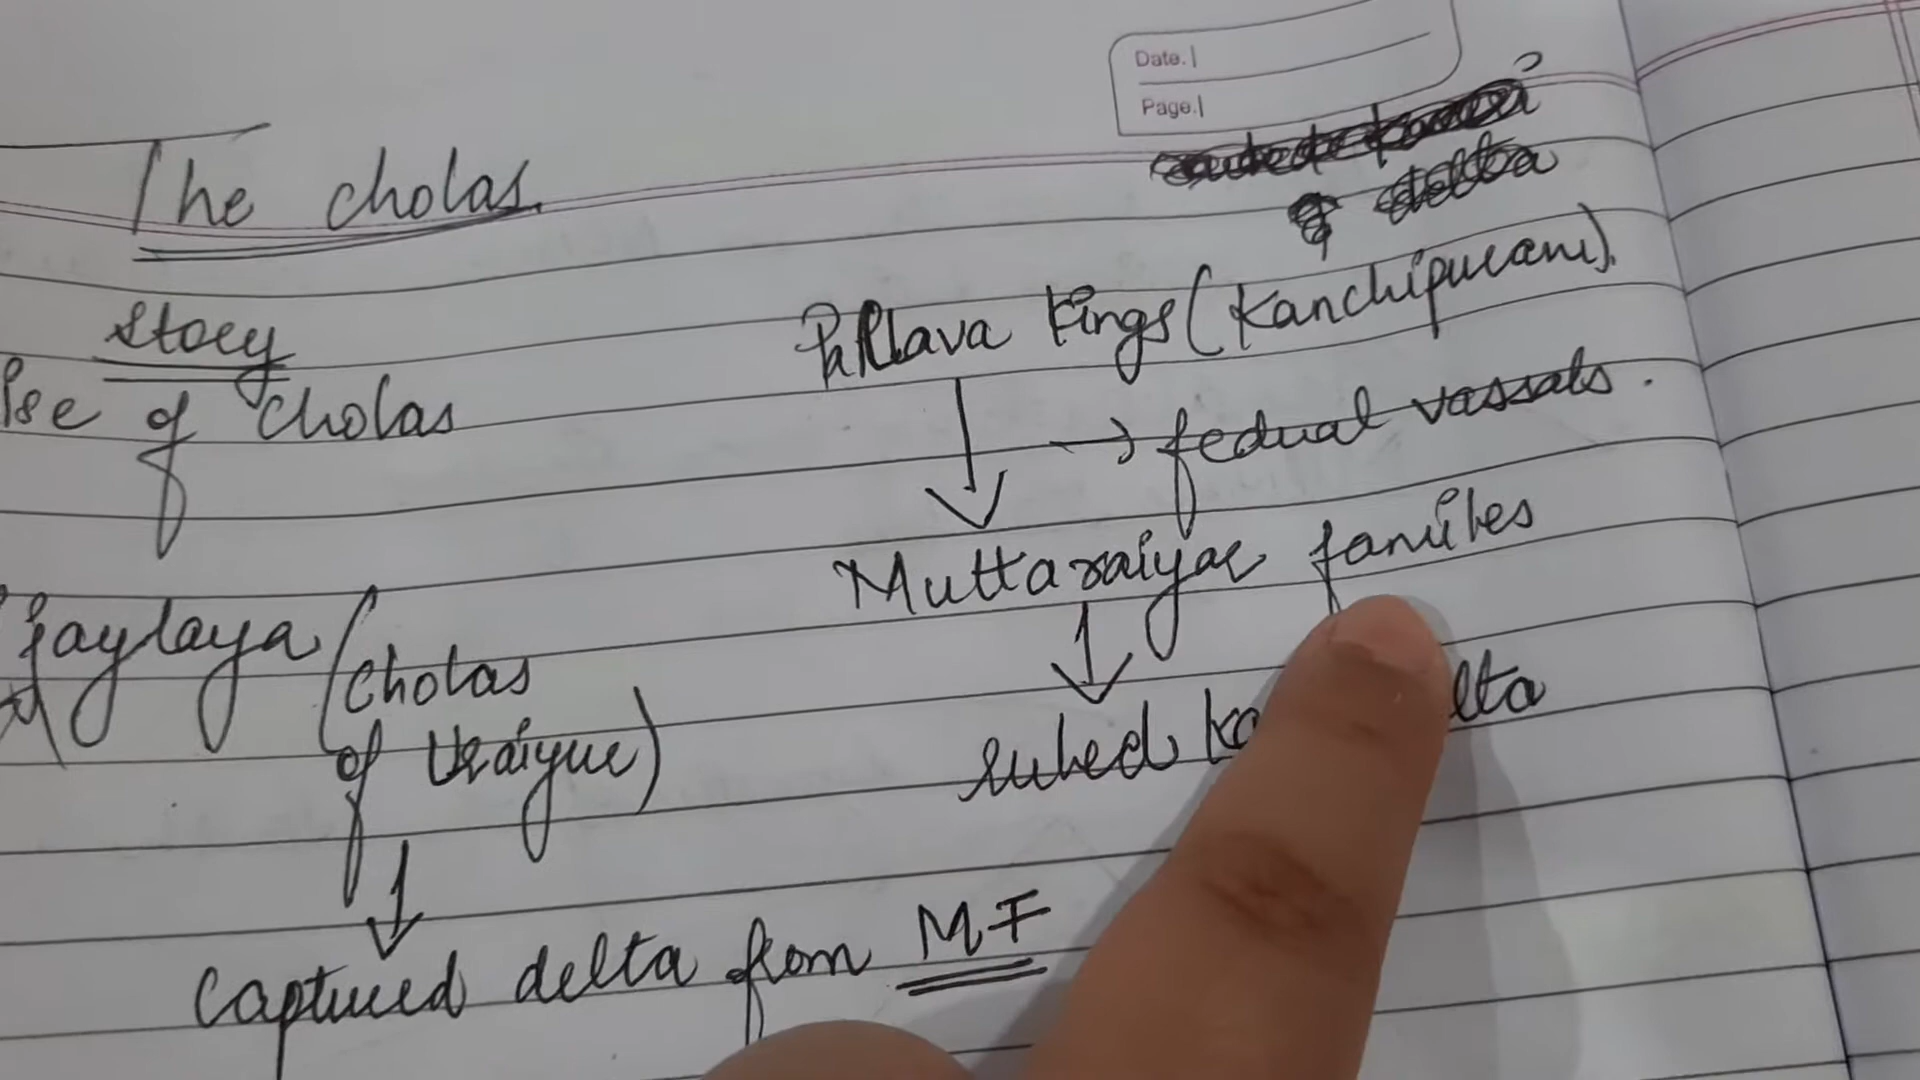 Date.
Page.
The cholas.
Story
of cholas
Pallava kings (Kanchipuram).
→ fedual vassals.
Muttaraiyar families
ruled
jaylaya (cholas
of Uraiyur)
captured delta from MF